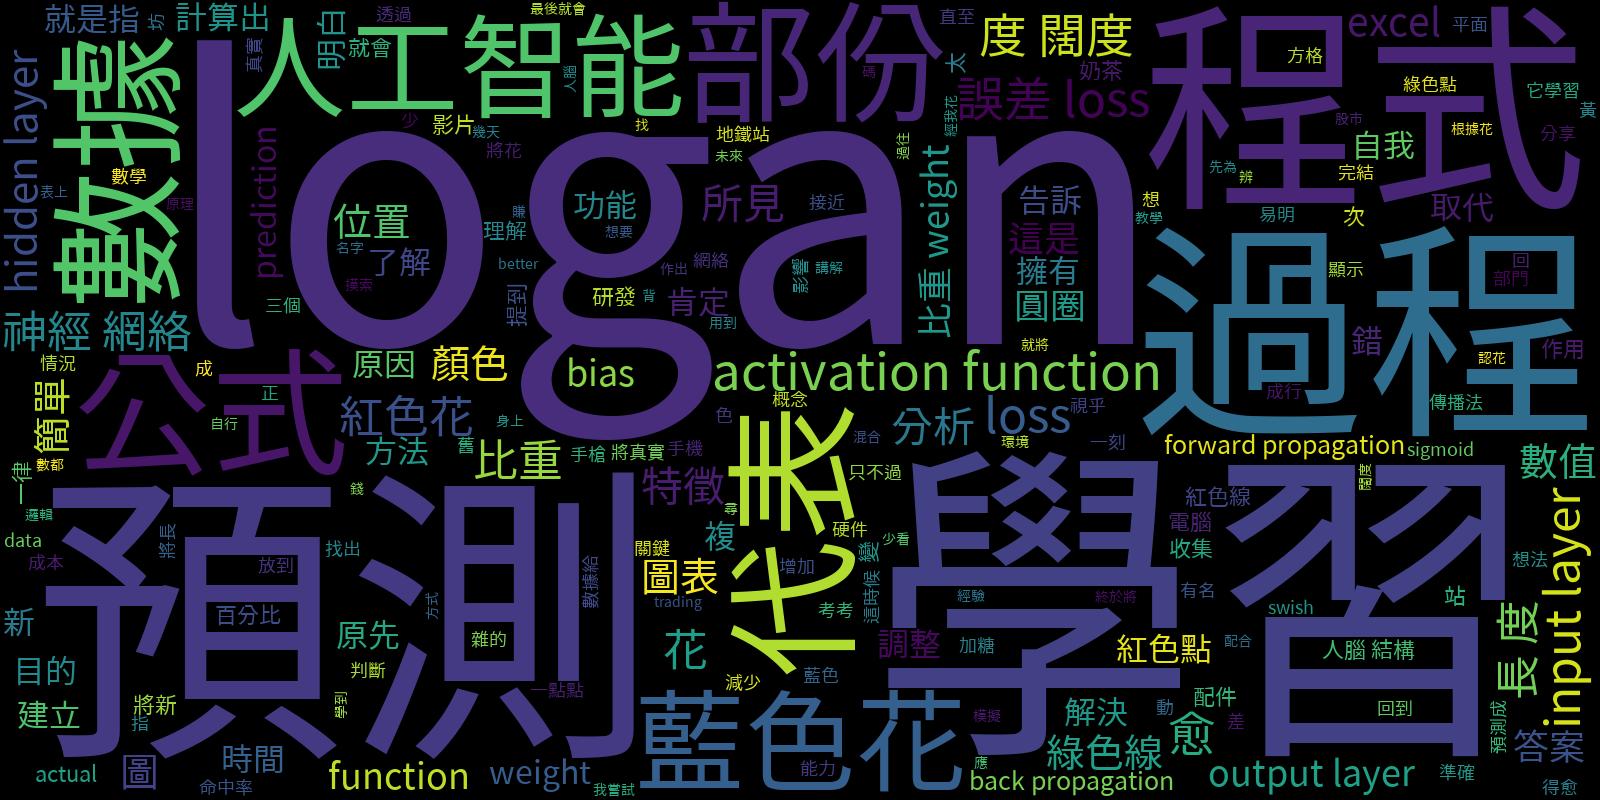 就是指 坊 計算出
真實
明白
透過
就會
最後就會
人工智能
人腦
部份
碼
直至
太
度 闊度
奶茶
程式
excel
平面
方格
綠色點
它學習
黃
hidden layer
數據
表上
數學
原理
prediction
少
影片
幾天
將花
找
地鐵站
未來
過往
誤差 loss
經我花
股市
根據花
分享
自我
先為
辨
完結
logan
位置
名字
了解
摸索
三個
理解
better
賺
功能
想要
所見
接近
作出
網絡
影響
講解
研發
背
肯定
用到
提到
比重 weight
告訴
這是
擁有
圓圈
就將
想
教學
易明
次
取代
過程
顯示
回
部門
錯
成行
認花
作用
傳播法
神經 網絡
情況
簡單
數都
公式
成
正
自行
原因
顏色
bias
activation function
紅色花
身上
方法
舊
比重
手槍
將真實
手機
色
概念
混合
分析
loss
視乎
環境
一刻
forward propagation
sigmoid
數值
一律
邏輯
data
成本
預測
錢
將長
找出
放到
百分比
原先
方式
判斷
學到
雜的
數據給
一點點
關鍵
特徵
尋
圖表
trading
複
代表
只不過
硬件
少看
增加
考考
這時候
變
花
減少
藍色
學習
經驗
終於將
紅色線
電腦
收集
闊度
有名
swish
站
想法
input layer
長度
人腦 結構
調整
加糖
紅色點
配合
新
目的
建立
將新
指
圖
時間
命中率
actual
function
weight
我嘗試
藍色花
能力
模擬
應
back propagation
解決
動
配件
差
綠色線
愈
回到
預測成
答案
output layer
準確
得愈